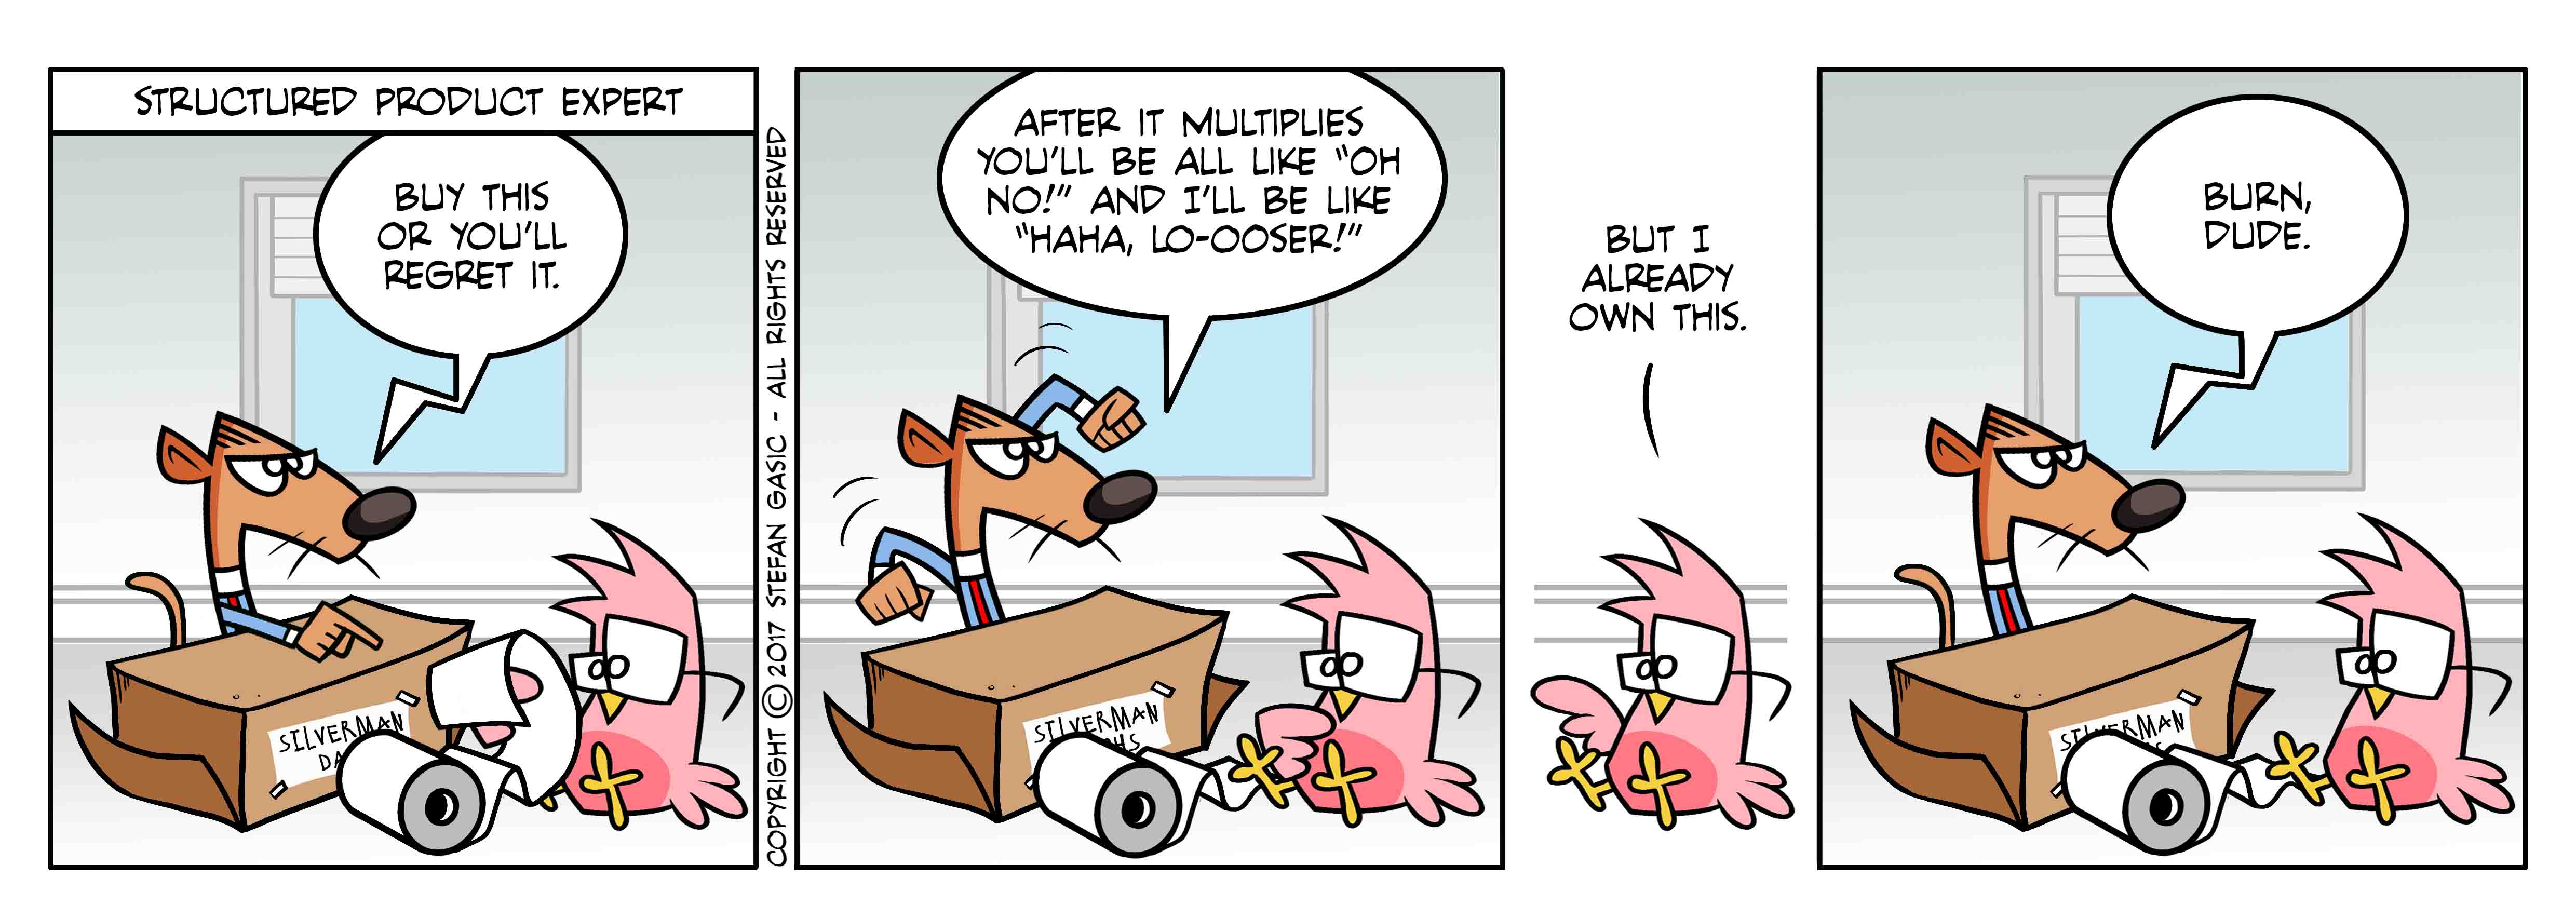 STRUCTURED PRODUCT EXPERT
BUY THIS
OR YOU'LL
REGRET IT.
SILVERMAN
COPYRIGHT © 2017 STEFAN GASIC - ALL RIGHTS RESERVED
AFTER IT MULTIPLIES
YOU'LL BE ALL LIKE "OH
NO!" AND I'LL BE LIKE
"HAHA, LO-OOSER!"
SILVERMAN
BUT I
ALREADY
OWN THIS.
BURN,
DUDE.
SILVERMAN